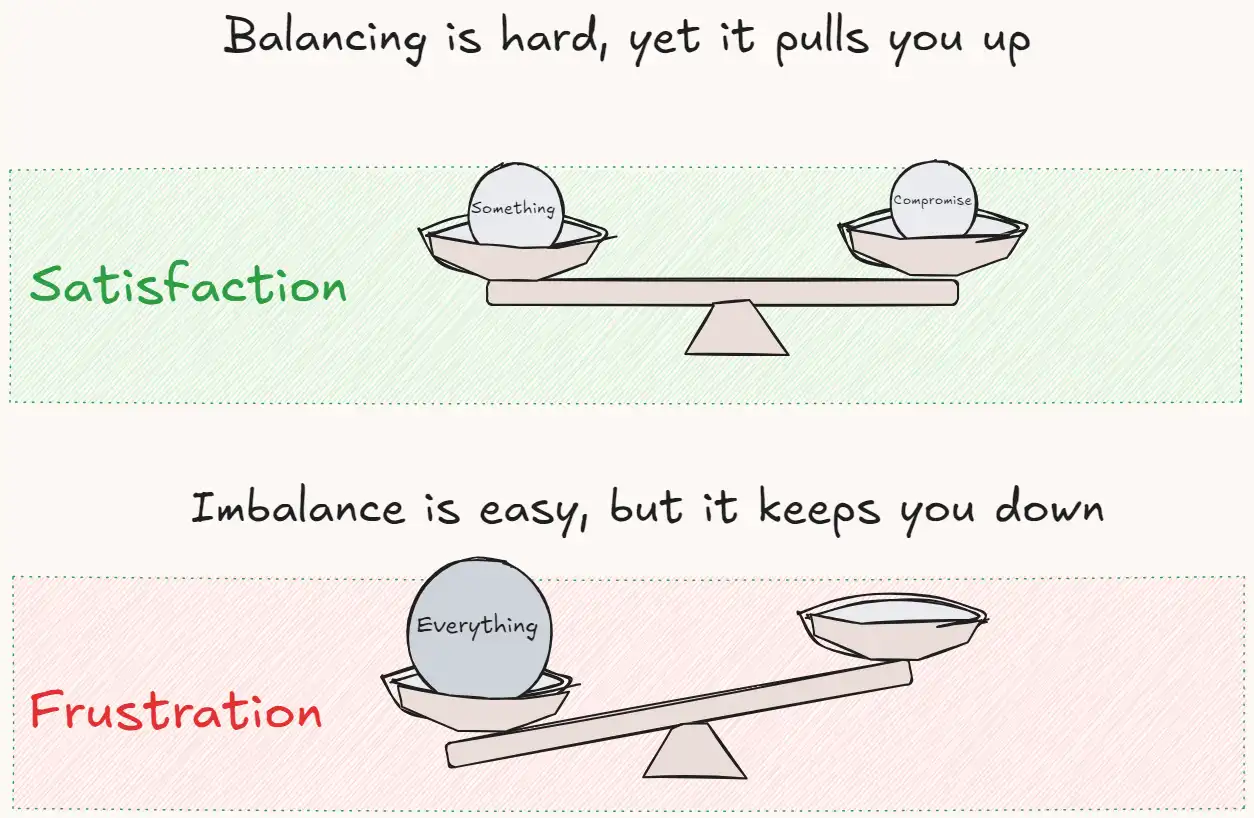 Balancing is hard, yet it pulls you up
Something
Compromise
Satisfaction
Imbalance is easy, but it keeps you down
Everything
Frustration